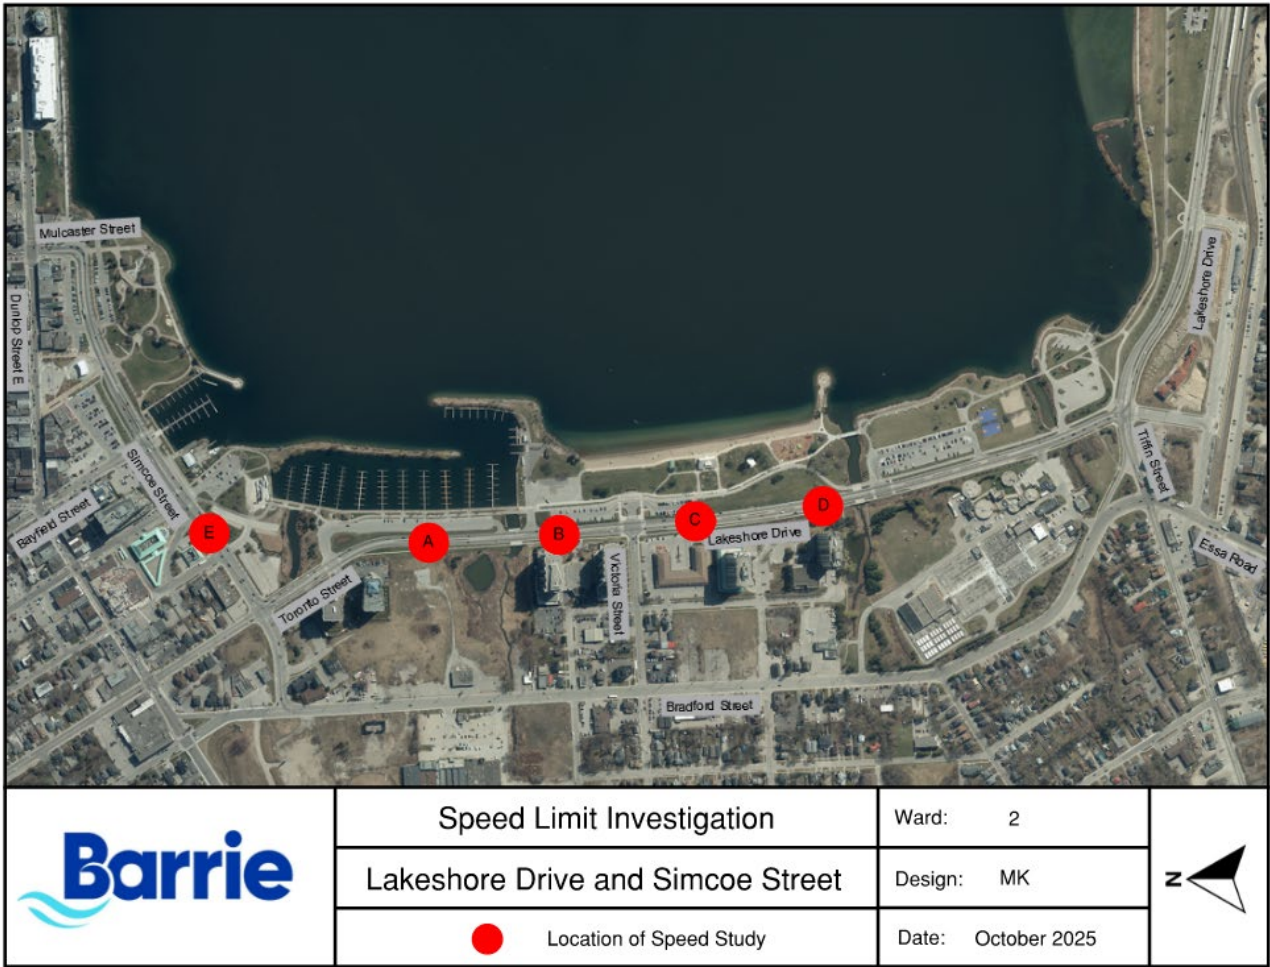 Mulcaster Street
Dunlop Street E
Lakeshore Drive
Simcoe Street
Bayfield Street
E
A
B
C
D
Lakeshore Drive
Tiffin Street
Essa Road
Toronto Street
Victoria Street
Bradford Street
Barrie
Speed Limit Investigation
Lakeshore Drive and Simcoe Street
Location of Speed Study
Ward: 2
Design: MK
Date: October 2025
N